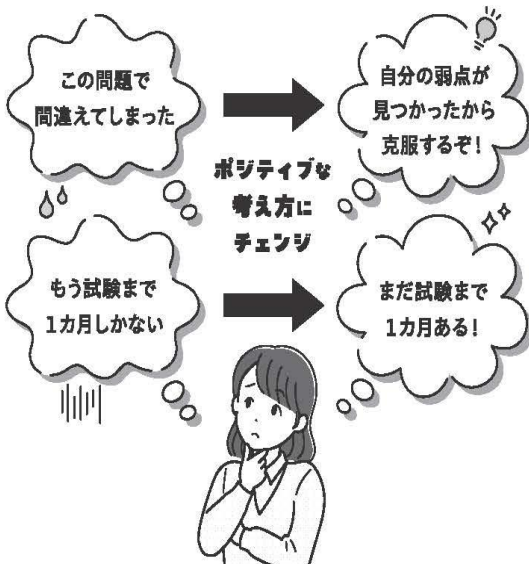 この問題で
間違えてしまった
自分の弱点が
見つかったから
克服するぞ！
ポジティブな
考え方に
チェンジ
もう試験まで
1カ月しかない
まだ試験まで
1カ月ある！